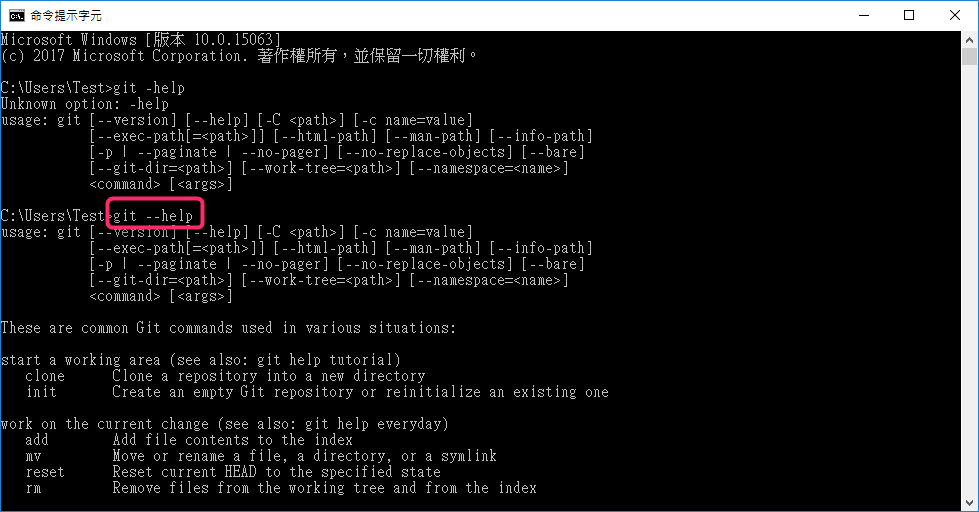 命令提示字元
Microsoft Windows [版本 10.0.15063]
(c) 2017 Microsoft Corporation. 著作權所有，並保留一切權利。
C:\Users\Test>git -help
Unknown option: -help
usage: git [--version] [--help] [-C <path>] [-c name=value]
           [--exec-path[=<path>]] [--html-path] [--man-path] [--info-path]
           [-p | --paginate | --no-pager] [--no-replace-objects] [--bare]
           [--git-dir=<path>] [--work-tree=<path>] [--namespace=<name>]
           <command> [<args>]
C:\Users\Test>git --help
usage: git [--version] [--help] [-C <path>] [-c name=value]
           [--exec-path[=<path>]] [--html-path] [--man-path] [--info-path]
           [-p | --paginate | --no-pager] [--no-replace-objects] [--bare]
           [--git-dir=<path>] [--work-tree=<path>] [--namespace=<name>]
           <command> [<args>]
These are common Git commands used in various situations:
start a working area (see also: git help tutorial)
   clone      Clone a repository into a new directory
   init       Create an empty Git repository or reinitialize an existing one
work on the current change (see also: git help everyday)
   add        Add file contents to the index
   mv         Move or rename a file, a directory, or a symlink
   reset      Reset current HEAD to the specified state
   rm         Remove files from the working tree and from the index